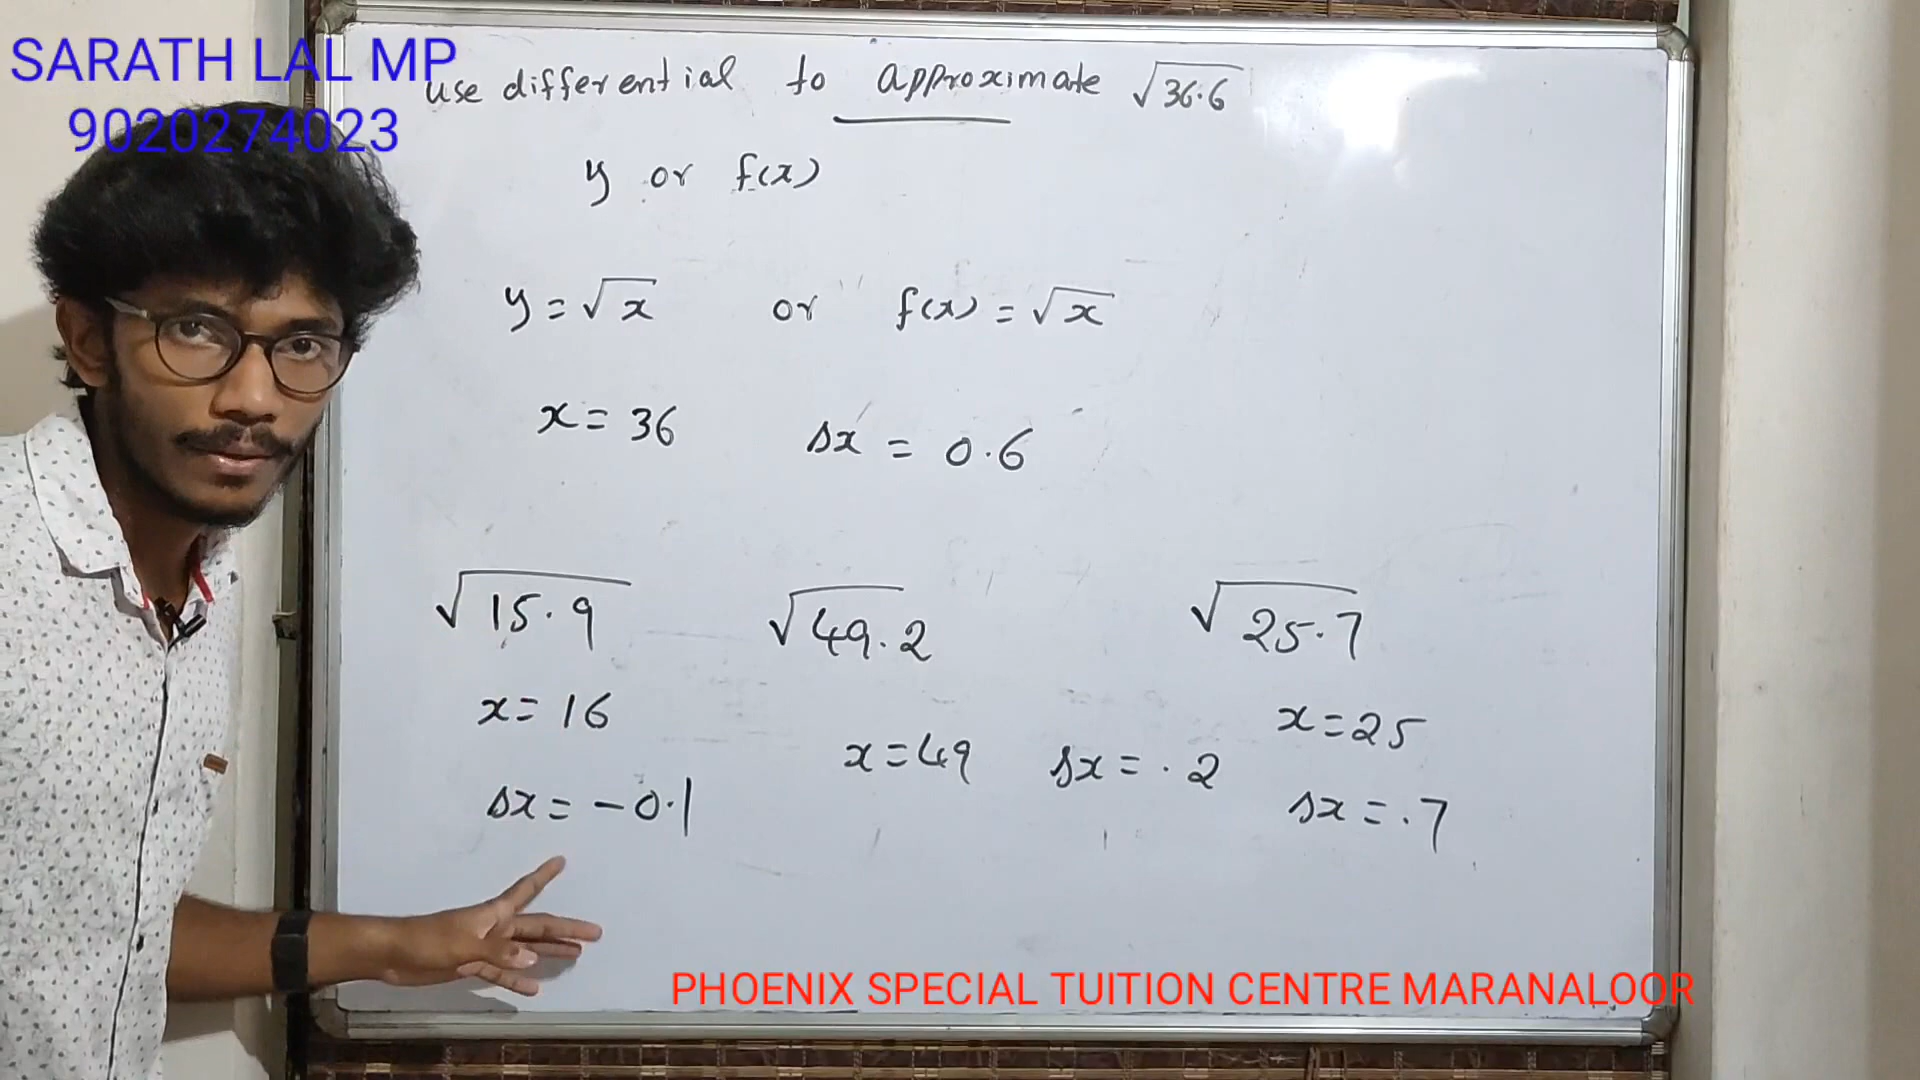 SARATH LAL MP
9020274023
use differential to approximate √36.6
y or f(x)
y = √x or f(x) = √x
x = 36 Δx = 0.6
√15.9 √49.2 √25.7
x = 16 x = 49 Δx = .2 x = 25
Δx = -0.1 Δx = .7
PHOENIX SPECIAL TUITION CENTRE MARANALOOR